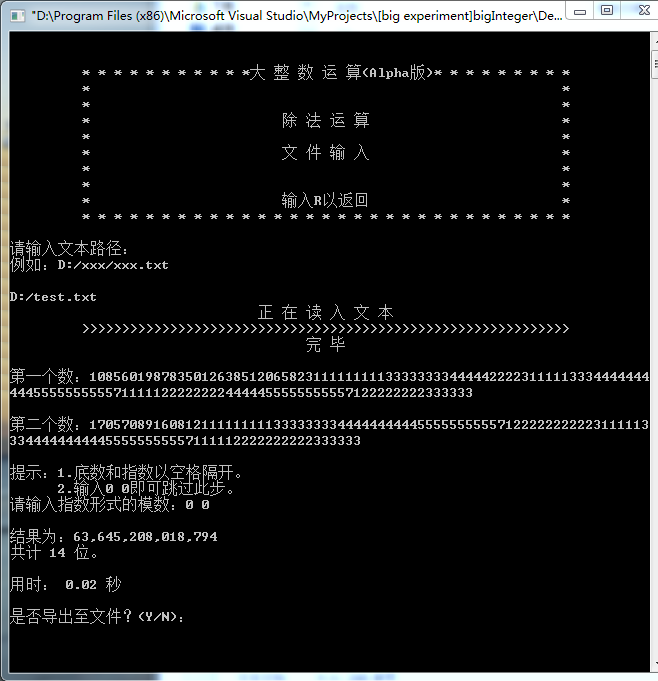 "D:\Program Files (x86)\Microsoft Visual Studio\MyProjects\[big experiment]bigInteger\De...
* * * * * * * * * * *大 整 数 运 算(Alpha版)* * * * * * * * *
* *
* *
* 除 法 运 算 *
* *
* 文 件 输 入 *
* *
* *
* 输入R以返回 *
* * * * * * * * * * * * * * * * * * * * * * * * * * * * * * *
请输入文本路径:
例如: D:/xxx/xxx.txt
D:/test.txt
正 在 读 入 文 本
>>>>>>>>>>>>>>>>>>>>>>>>>>>>>>>>>>>>>>>>>>>>>>>>>>>>>>>>>>>>>
完 毕
第一个数: 1085601987835012638512065823111111111333333334444422223111113334444444
4455555555557111112222222224444455555555557122222222333333
第二个数: 1705708916081211111111113333333344444444445555555555712222222222311113
33444444444455555555557111112222222222333333
提示: 1.底数和指数以空格隔开。
2.输入0 0即可跳过此步。
请输入指数形式的模数: 0 0
结果为: 63,645,208,018,794
共计 14 位。
用时: 0.02 秒
是否导出至文件? (Y/N):